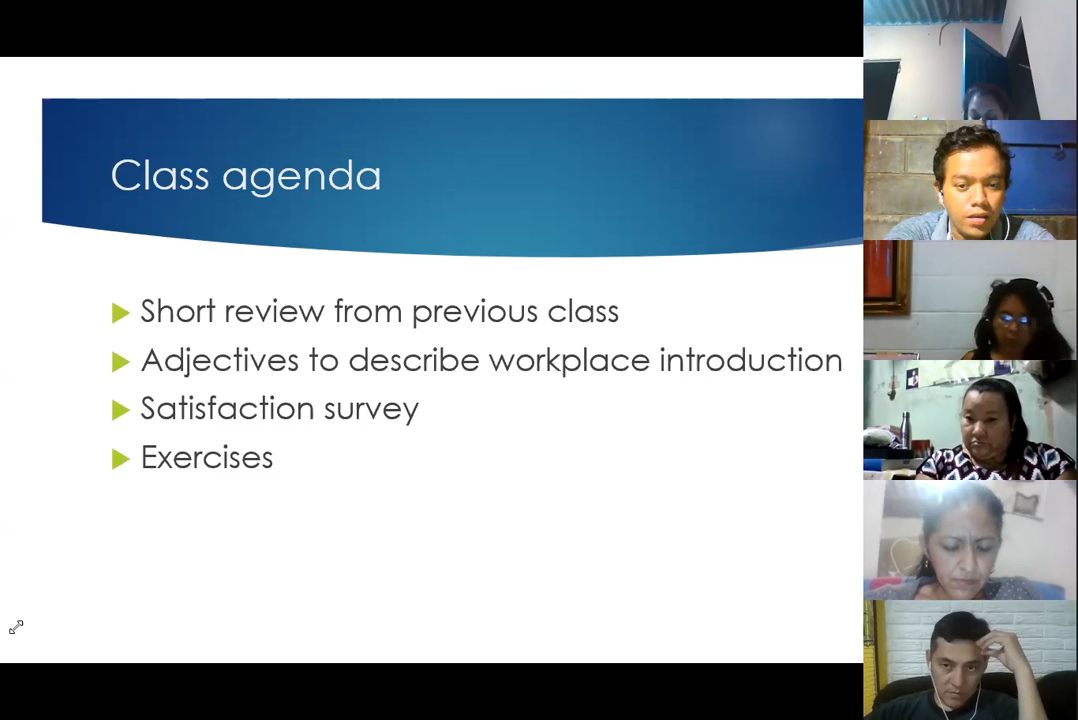 Class agenda
Short review from previous class
Adjectives to describe workplace introduction
Satisfaction survey
Exercises